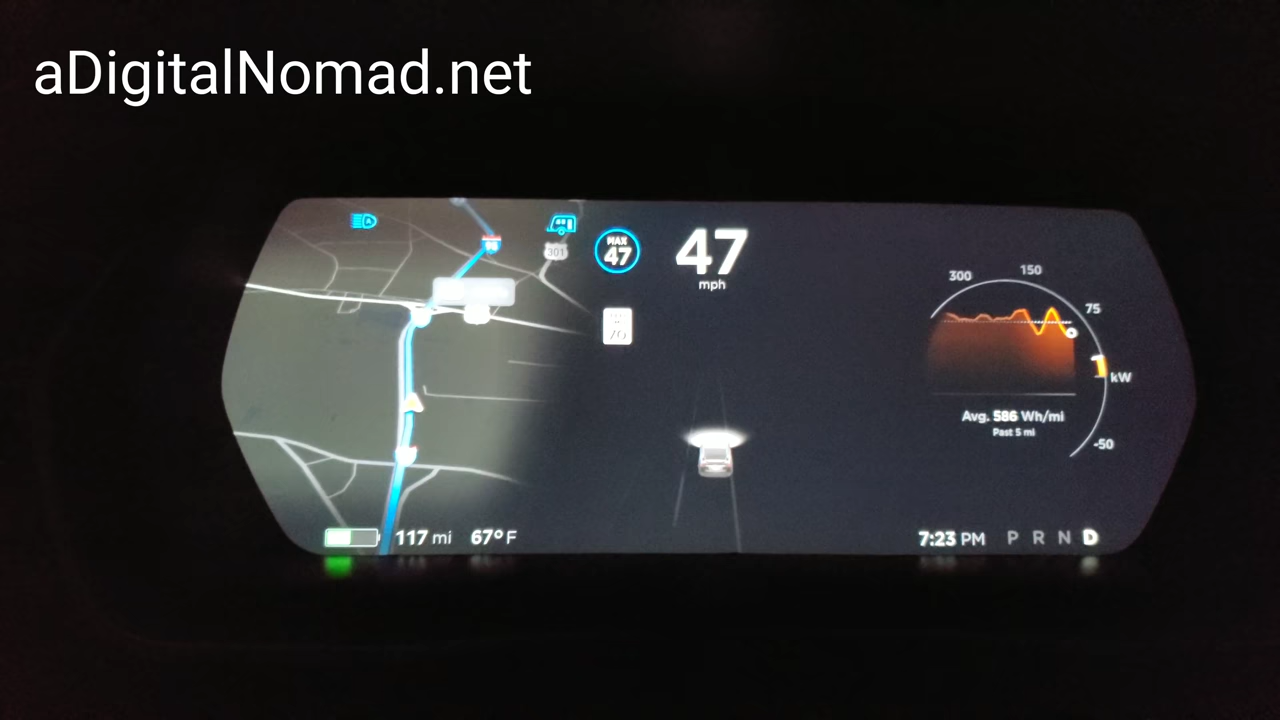 aDigitalNomad.net
301
MAX
47
47
mph
70
300
150
75
kW
-50
Avg. 586 Wh/mi
Past 5 mi
117 mi 67° F
7:23 PM P R N D